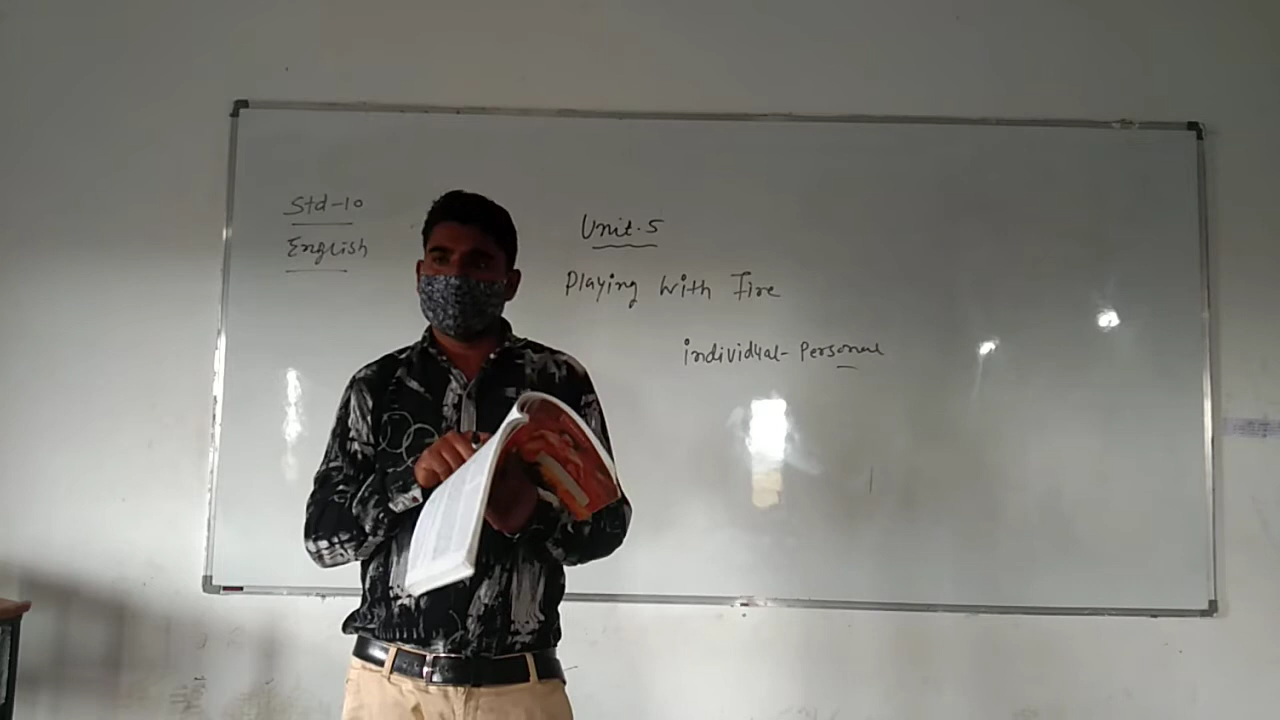 Std-10
English
Unit-5
Playing with Fire
individual- Personal